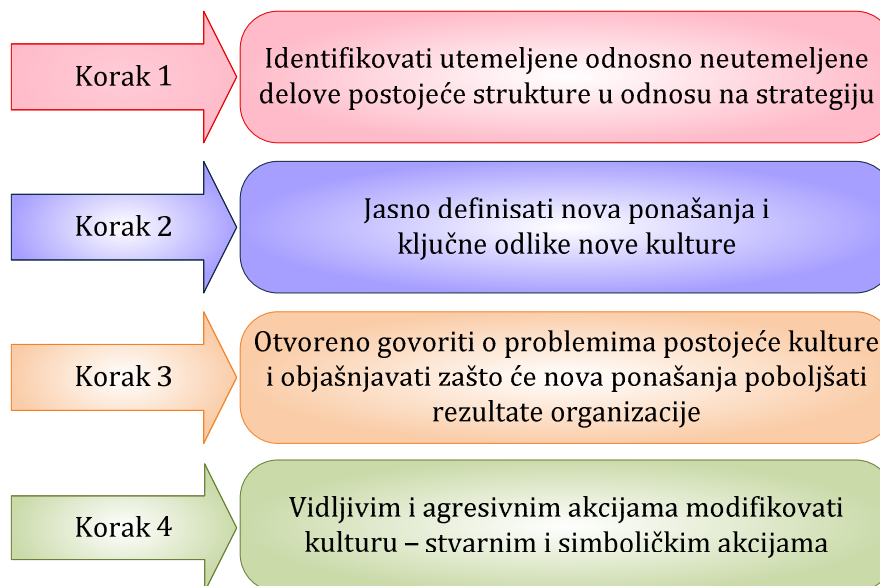 Korak 1
Identifikovati utemeljene odnosno neutemeljene
delove postojeće strukture u odnosu na strategiju
Korak 2
Jasno definisati nova ponašanja i
ključne odlike nove kulture
Korak 3
Otvoreno govoriti o problemima postojeće kulture
i objašnjavati zašto će nova ponašanja poboljšati
rezultate organizacije
Korak 4
Vidljivim i agresivnim akcijama modifikovati
kulturu – stvarnim i simboličkim akcijama